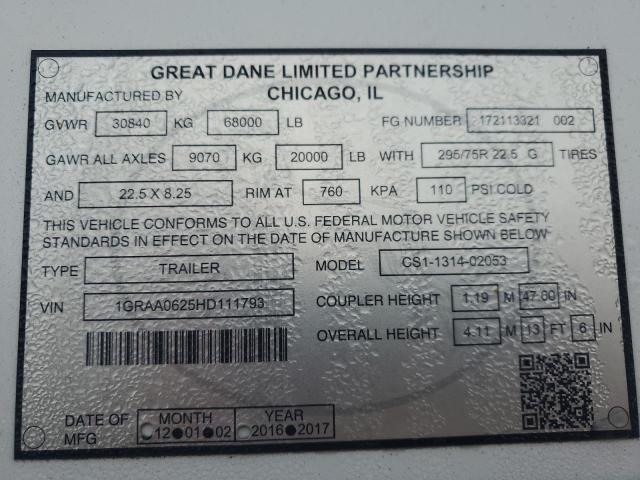 GREAT DANE LIMITED PARTNERSHIP
MANUFACTURED BY CHICAGO, IL
GVWR 30840 KG 68000 LB FG NUMBER 172113321 002
GAWR ALL AXLES 9070 KG 20000 LB WITH 295/75R 22.5 G TIRES
AND 22.5 X 8.25 RIM AT 760 KPA 110 PSI COLD
THIS VEHICLE CONFORMS TO ALL U.S. FEDERAL MOTOR VEHICLE SAFETY
STANDARDS IN EFFECT ON THE DATE OF MANUFACTURE SHOWN BELOW
TYPE TRAILER MODEL CS1-1314-02053
VIN 1GRAA0625HD111793 COUPLER HEIGHT 1.19 M 47.00 IN
OVERALL HEIGHT 4.11 M 13 FT 6 IN
DATE OF MFG MONTH YEAR
12 01 02 2016 2017